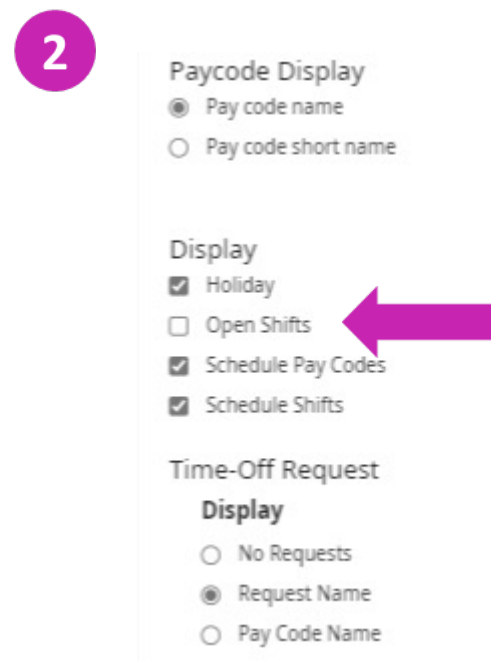 2
Paycode Display
Pay code name
Pay code short name
Display
Holiday
Open Shifts
Schedule Pay Codes
Schedule Shifts
Time-Off Request
Display
No Requests
Request Name
Pay Code Name